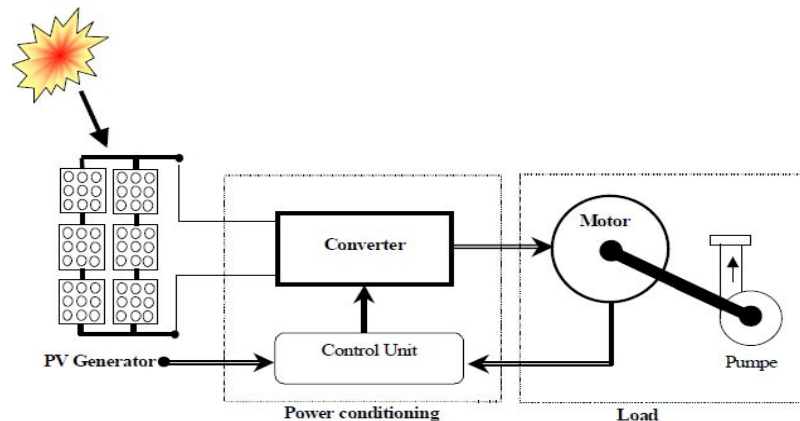 Motor
Converter
Control Unit
PV Generator
Pumpe
Power conditioning
Load